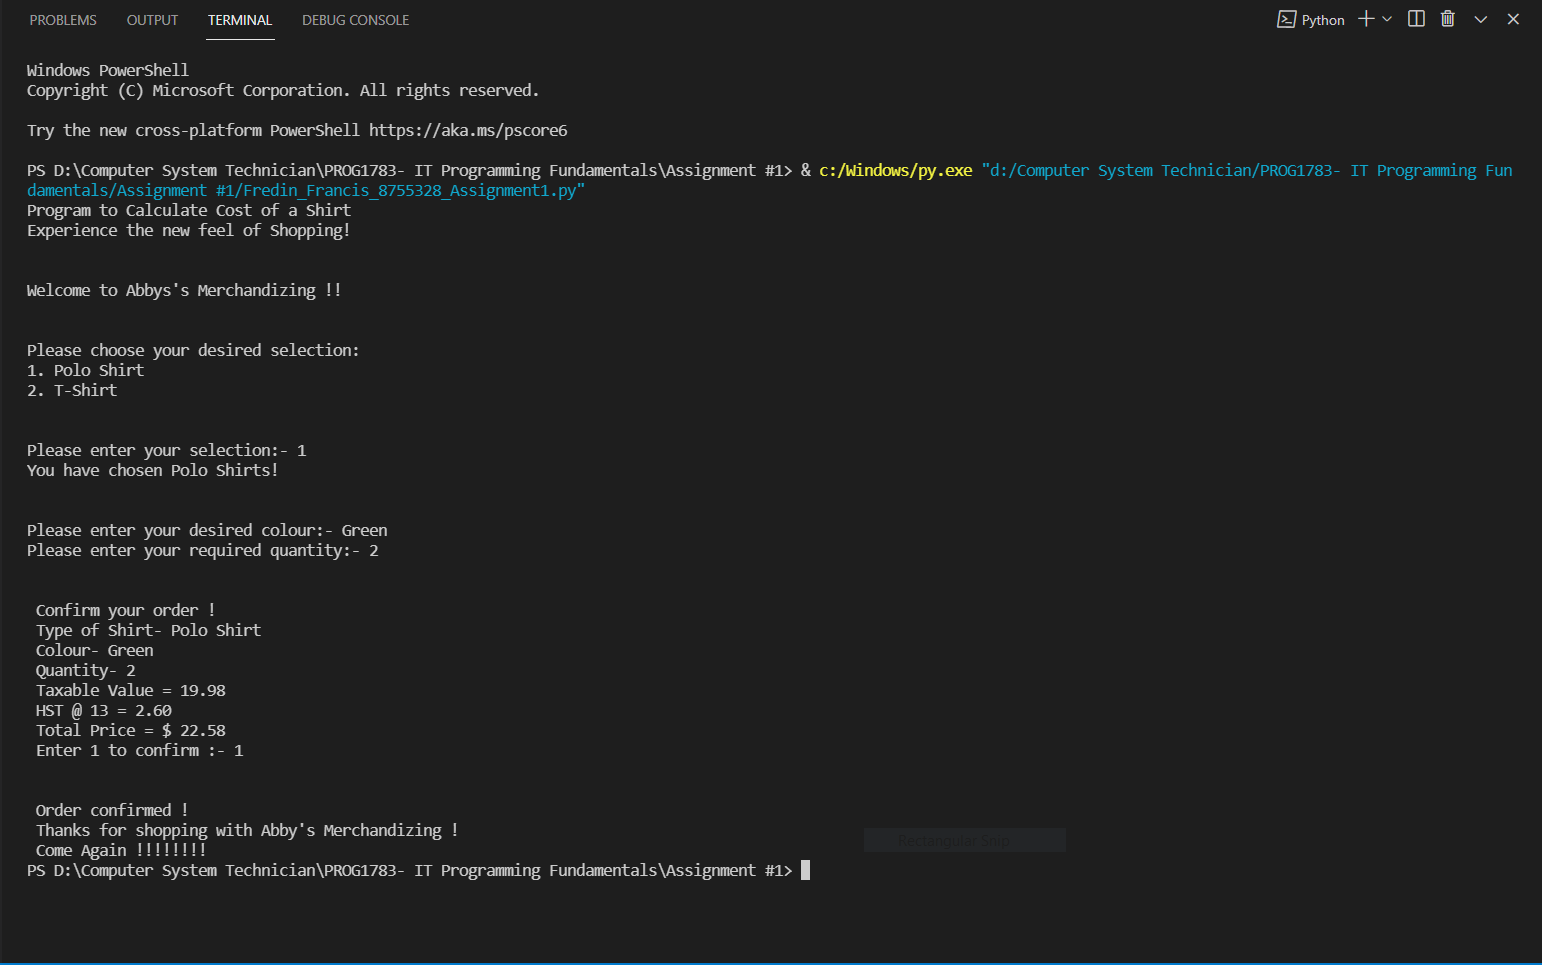 PROBLEMS OUTPUT TERMINAL DEBUG CONSOLE Python
Windows PowerShell
Copyright (C) Microsoft Corporation. All rights reserved.
Try the new cross-platform PowerShell https://aka.ms/pscore6
PS D:\Computer System Technician\PROG1783- IT Programming Fundamentals\Assignment #1> & c:/Windows/py.exe "d:/Computer System Technician/PROG1783- IT Programming Fun
damentals/Assignment #1/Fredin_Francis_8755328_Assignment1.py"
Program to Calculate Cost of a Shirt
Experience the new feel of Shopping!
Welcome to Abbys's Merchandizing !!
Please choose your desired selection:
1. Polo Shirt
2. T-Shirt
Please enter your selection:- 1
You have chosen Polo Shirts!
Please enter your desired colour:- Green
Please enter your required quantity:- 2
Confirm your order !
Type of Shirt- Polo Shirt
Colour- Green
Quantity- 2
Taxable Value = 19.98
HST @ 13 = 2.60
Total Price = $ 22.58
Enter 1 to confirm :- 1
Order confirmed !
Thanks for shopping with Abby's Merchandizing !
Rectangular Snip
Come Again !!!!!!!!
PS D:\Computer System Technician\PROG1783- IT Programming Fundamentals\Assignment #1>